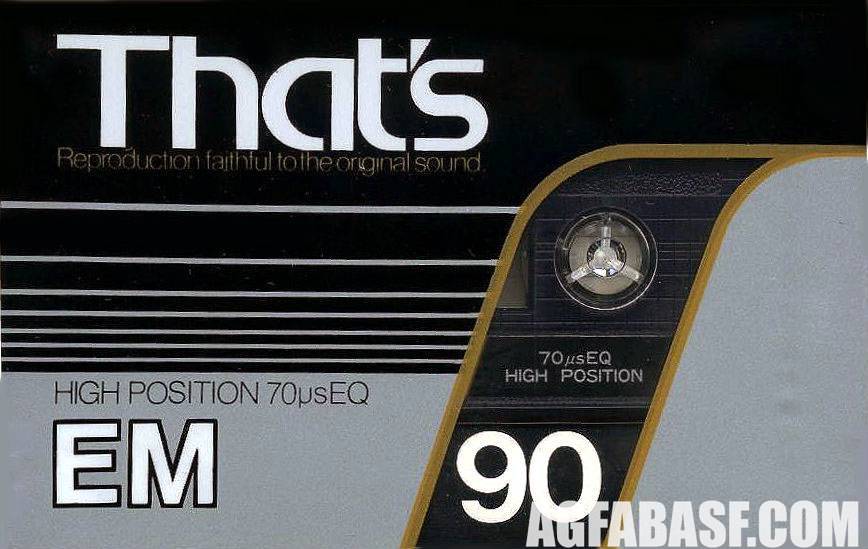 That's
Reproduction faithful to the original sound.
70μsEQ
HIGH POSITION
HIGH POSITION 70μsEQ
EM
90
AGFABASF.COM